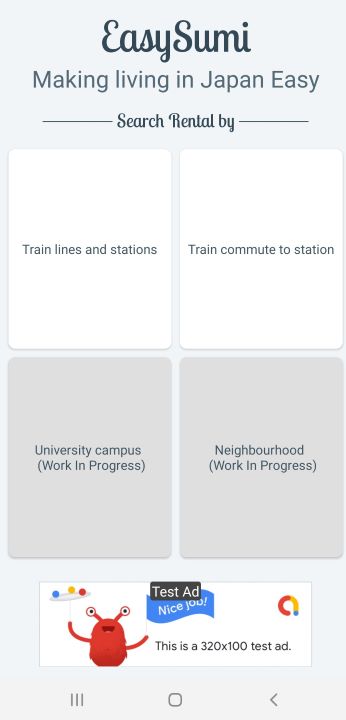 EasySumi
Making living in Japan Easy
Search Rental by
Train lines and stations
Train commute to station
University campus
(Work In Progress)
Neighbourhood
(Work In Progress)
Test Ad
Nice job!
This is a 320x100 test ad.